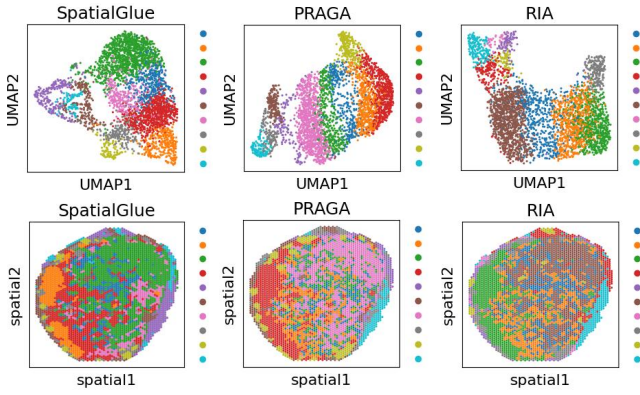 SpatialGlue PRAGA RIA
UMAP2 UMAP2 UMAP2
UMAP1 UMAP1 UMAP1
SpatialGlue PRAGA RIA
spatial2 spatial2 spatial2
spatial1 spatial1 spatial1